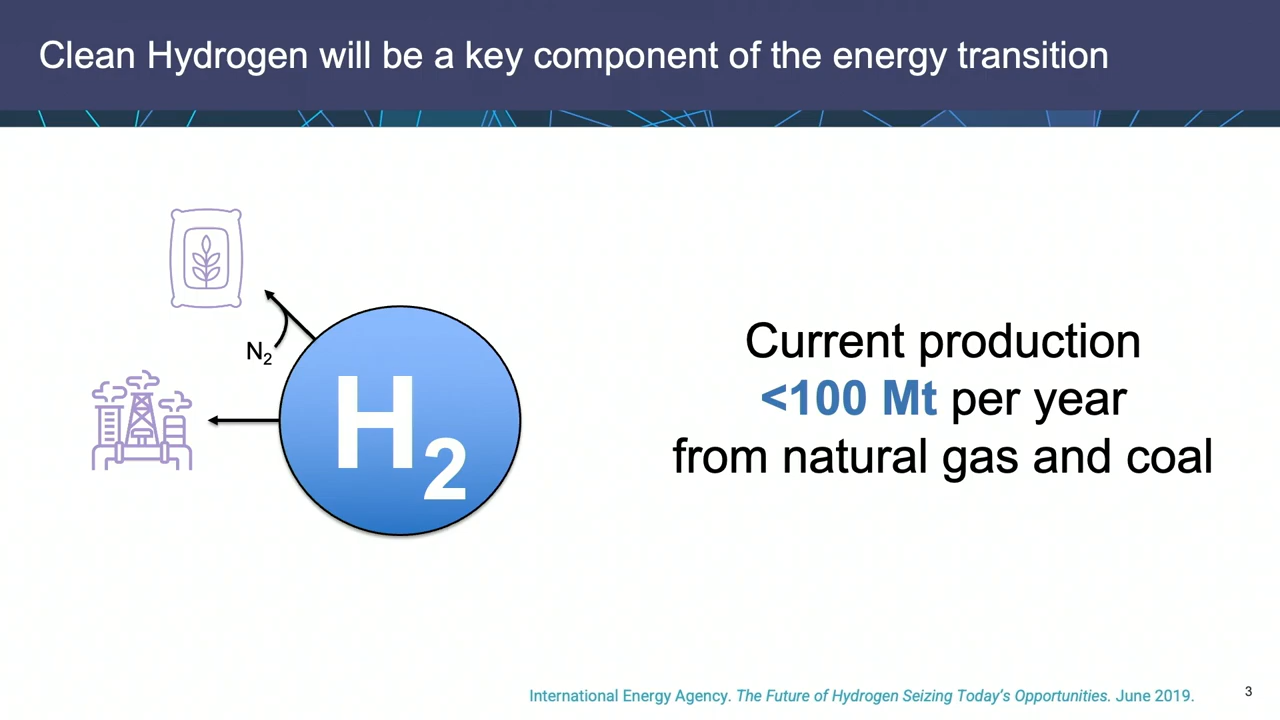 Clean Hydrogen will be a key component of the energy transition
N₂
H₂
Current production
<100 Mt per year
from natural gas and coal
International Energy Agency. The Future of Hydrogen Seizing Today's Opportunities. June 2019.
3